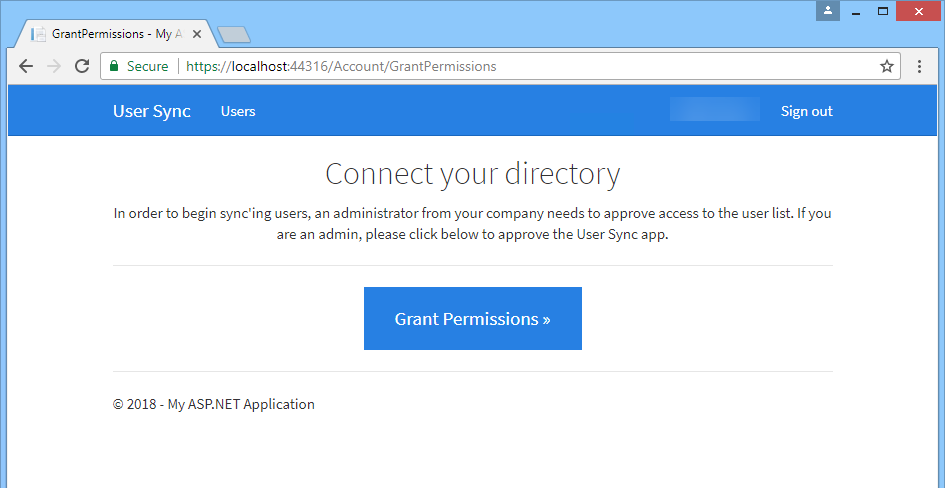 GrantPermissions - My A
Secure https://localhost:44316/Account/GrantPermissions
User Sync Users Sign out
Connect your directory
In order to begin sync'ing users, an administrator from your company needs to approve access to the user list. If you
are an admin, please click below to approve the User Sync app.
Grant Permissions »
© 2018 - My ASP.NET Application